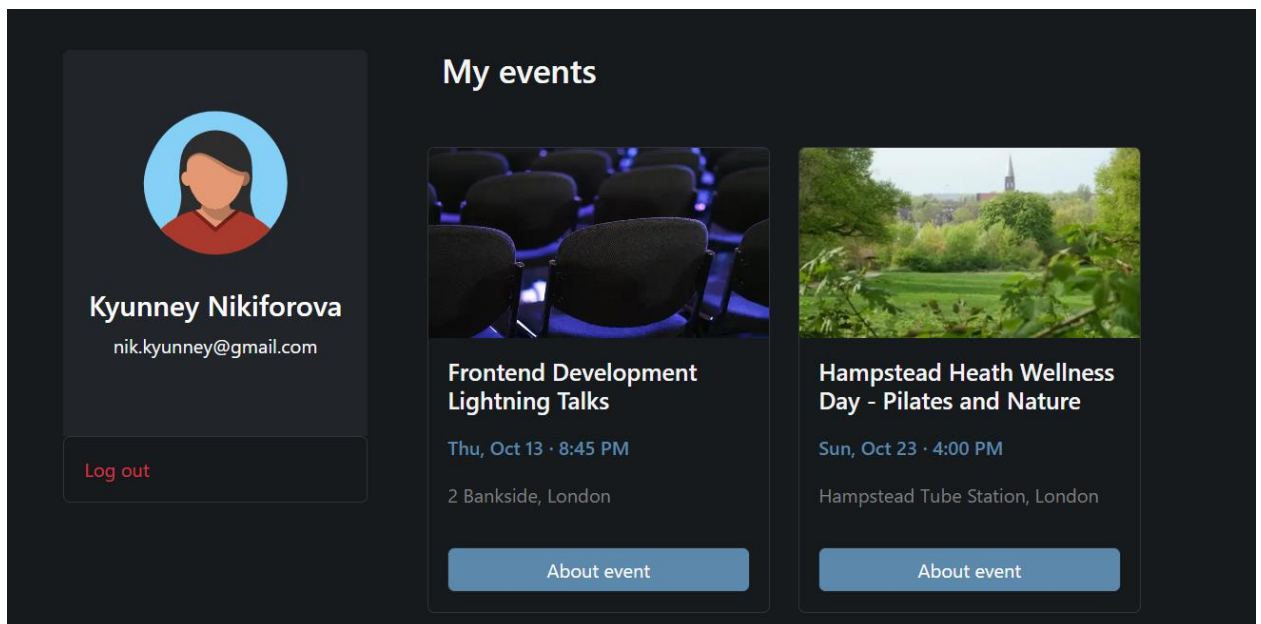 Kyunney Nikiforova
nik.kyunney@gmail.com
Log out
My events
Frontend Development
Lightning Talks
Thu, Oct 13 · 8:45 PM
2 Bankside, London
About event
Hampstead Heath Wellness
Day - Pilates and Nature
Sun, Oct 23 · 4:00 PM
Hampstead Tube Station, London
About event